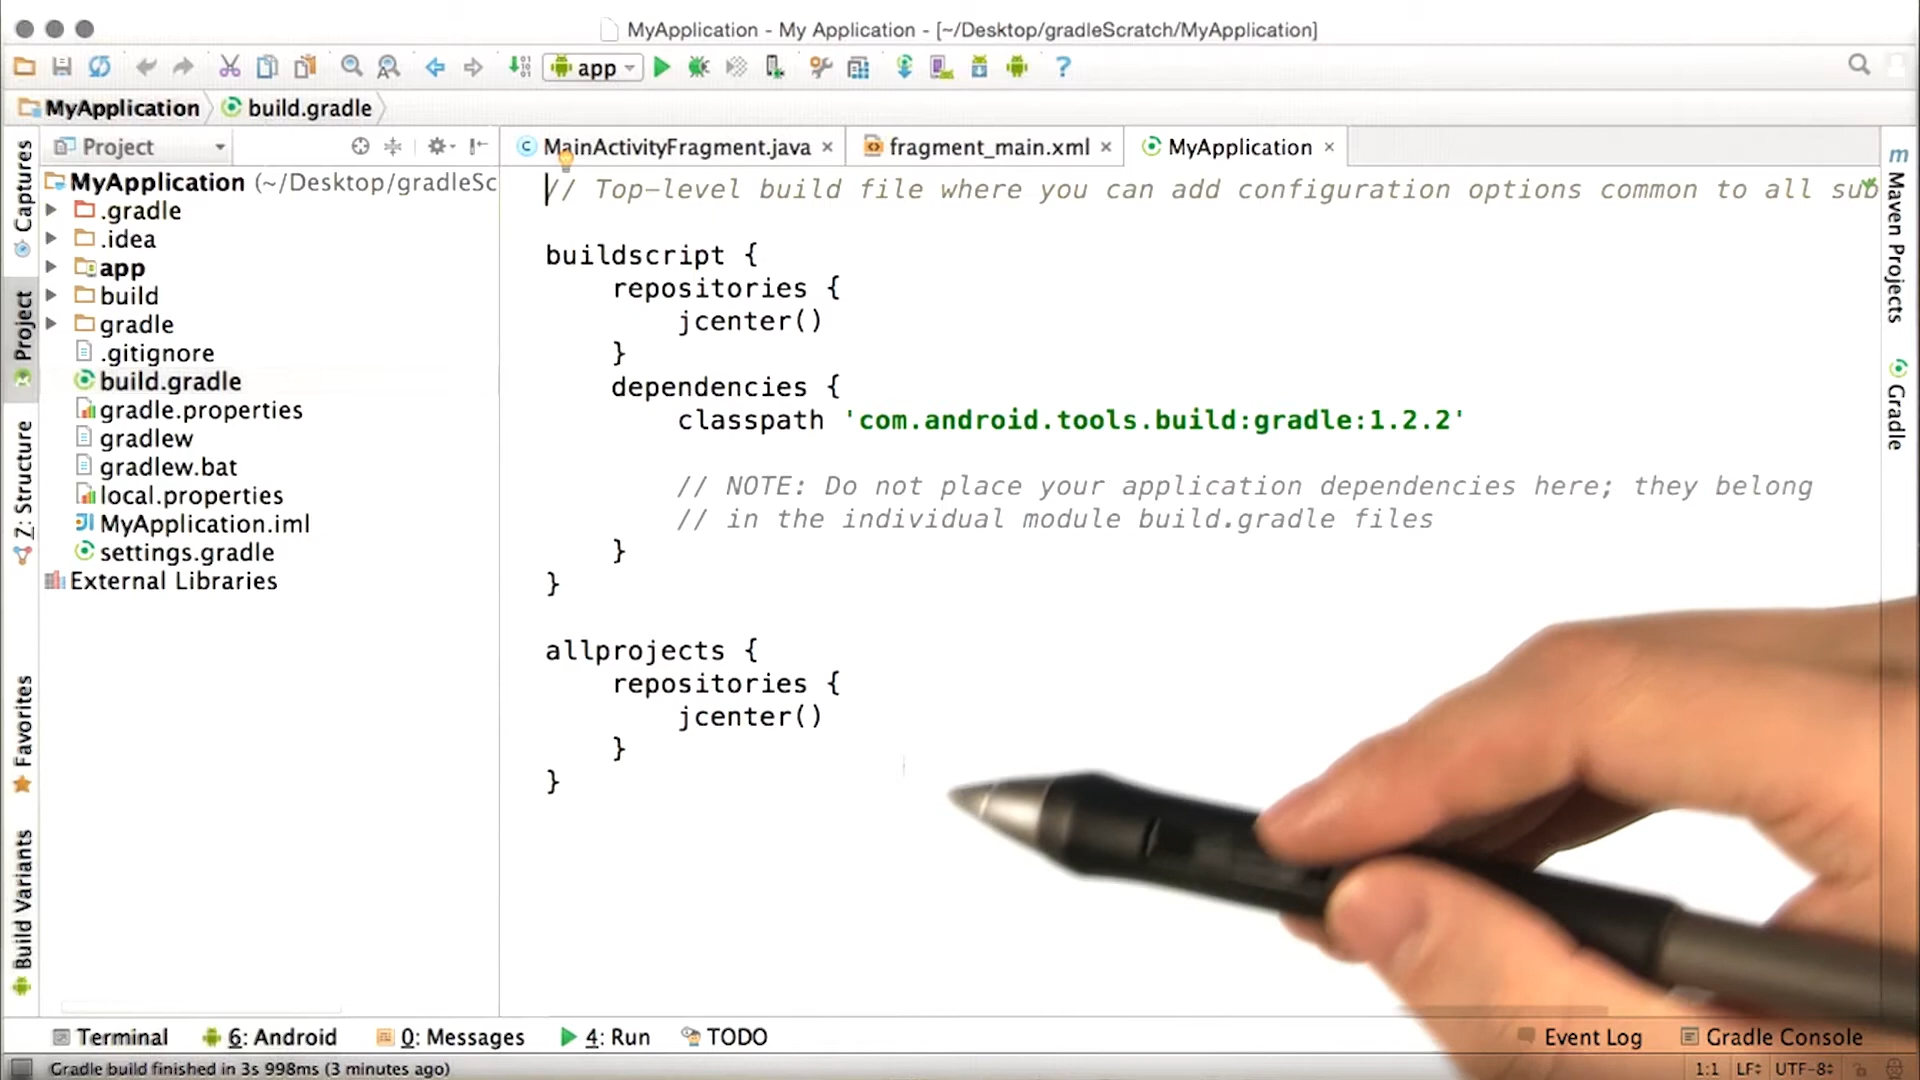 MyApplication - My Application - [~/Desktop/gradleScratch/MyApplication]
app
?
MyApplication
build.gradle
Project
MainActivityFragment.java
fragment_main.xml
MyApplication
Captures
Project
Z: Structure
Favorites
Build Variants
MyApplication (~/Desktop/gradleSc
.gradle
.idea
app
build
gradle
.gitignore
build.gradle
gradle.properties
gradlew
gradlew.bat
local.properties
MyApplication.iml
settings.gradle
External Libraries
// Top-level build file where you can add configuration options common to all sub
buildscript {
repositories {
jcenter()
}
dependencies {
classpath 'com.android.tools.build:gradle:1.2.2'
// NOTE: Do not place your application dependencies here; they belong
// in the individual module build.gradle files
}
}
allprojects {
repositories {
jcenter()
}
}
m
Maven Projects
Gradle
Terminal
6: Android
0: Messages
4: Run
TODO
Event Log
Gradle Console
Gradle build finished in 3s 998ms (3 minutes ago)
1:1 LF UTF-8